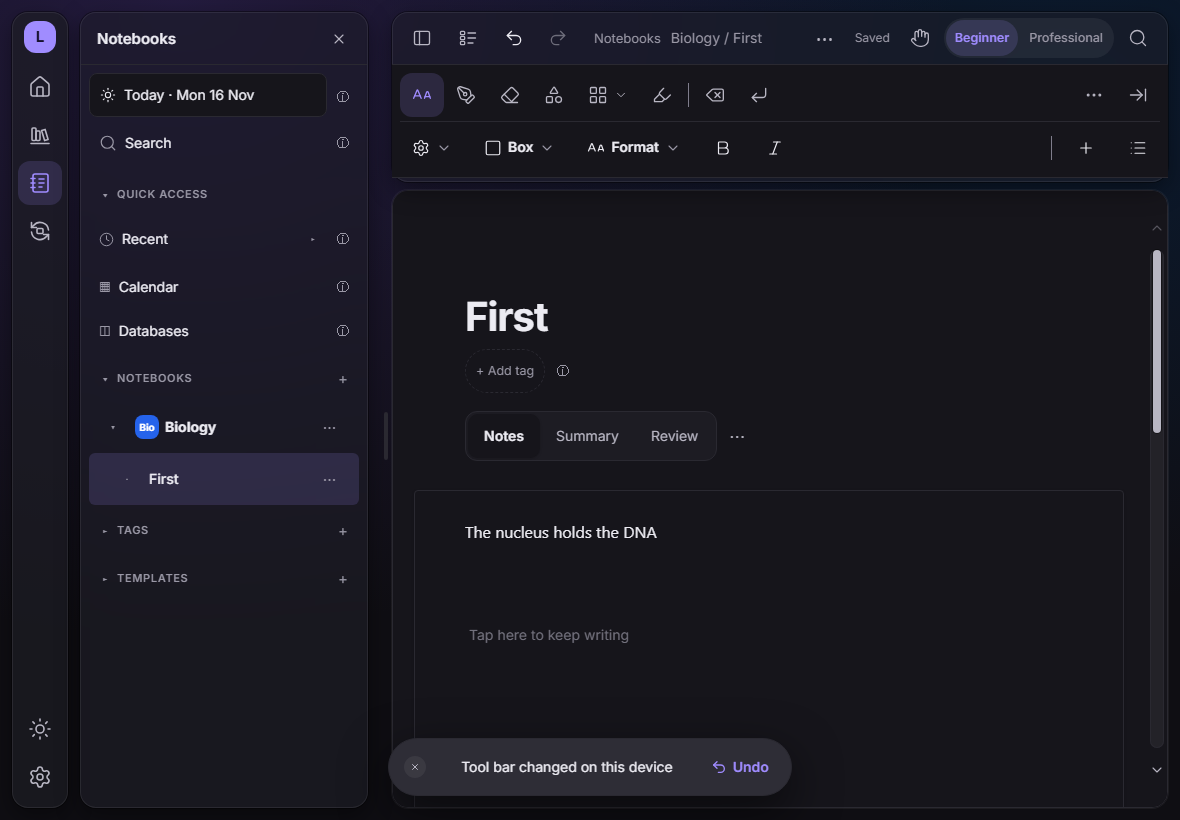 L
Notebooks
Notebooks Biology / First
Saved
Beginner Professional
Today · Mon 16 Nov
Search
QUICK ACCESS
Recent
Calendar
Databases
NOTEBOOKS
Bio Biology
First
TAGS
TEMPLATES
AA
Box
AA Format
B I
First
+ Add tag
Notes Summary Review
The nucleus holds the DNA
Tap here to keep writing
Tool bar changed on this device Undo